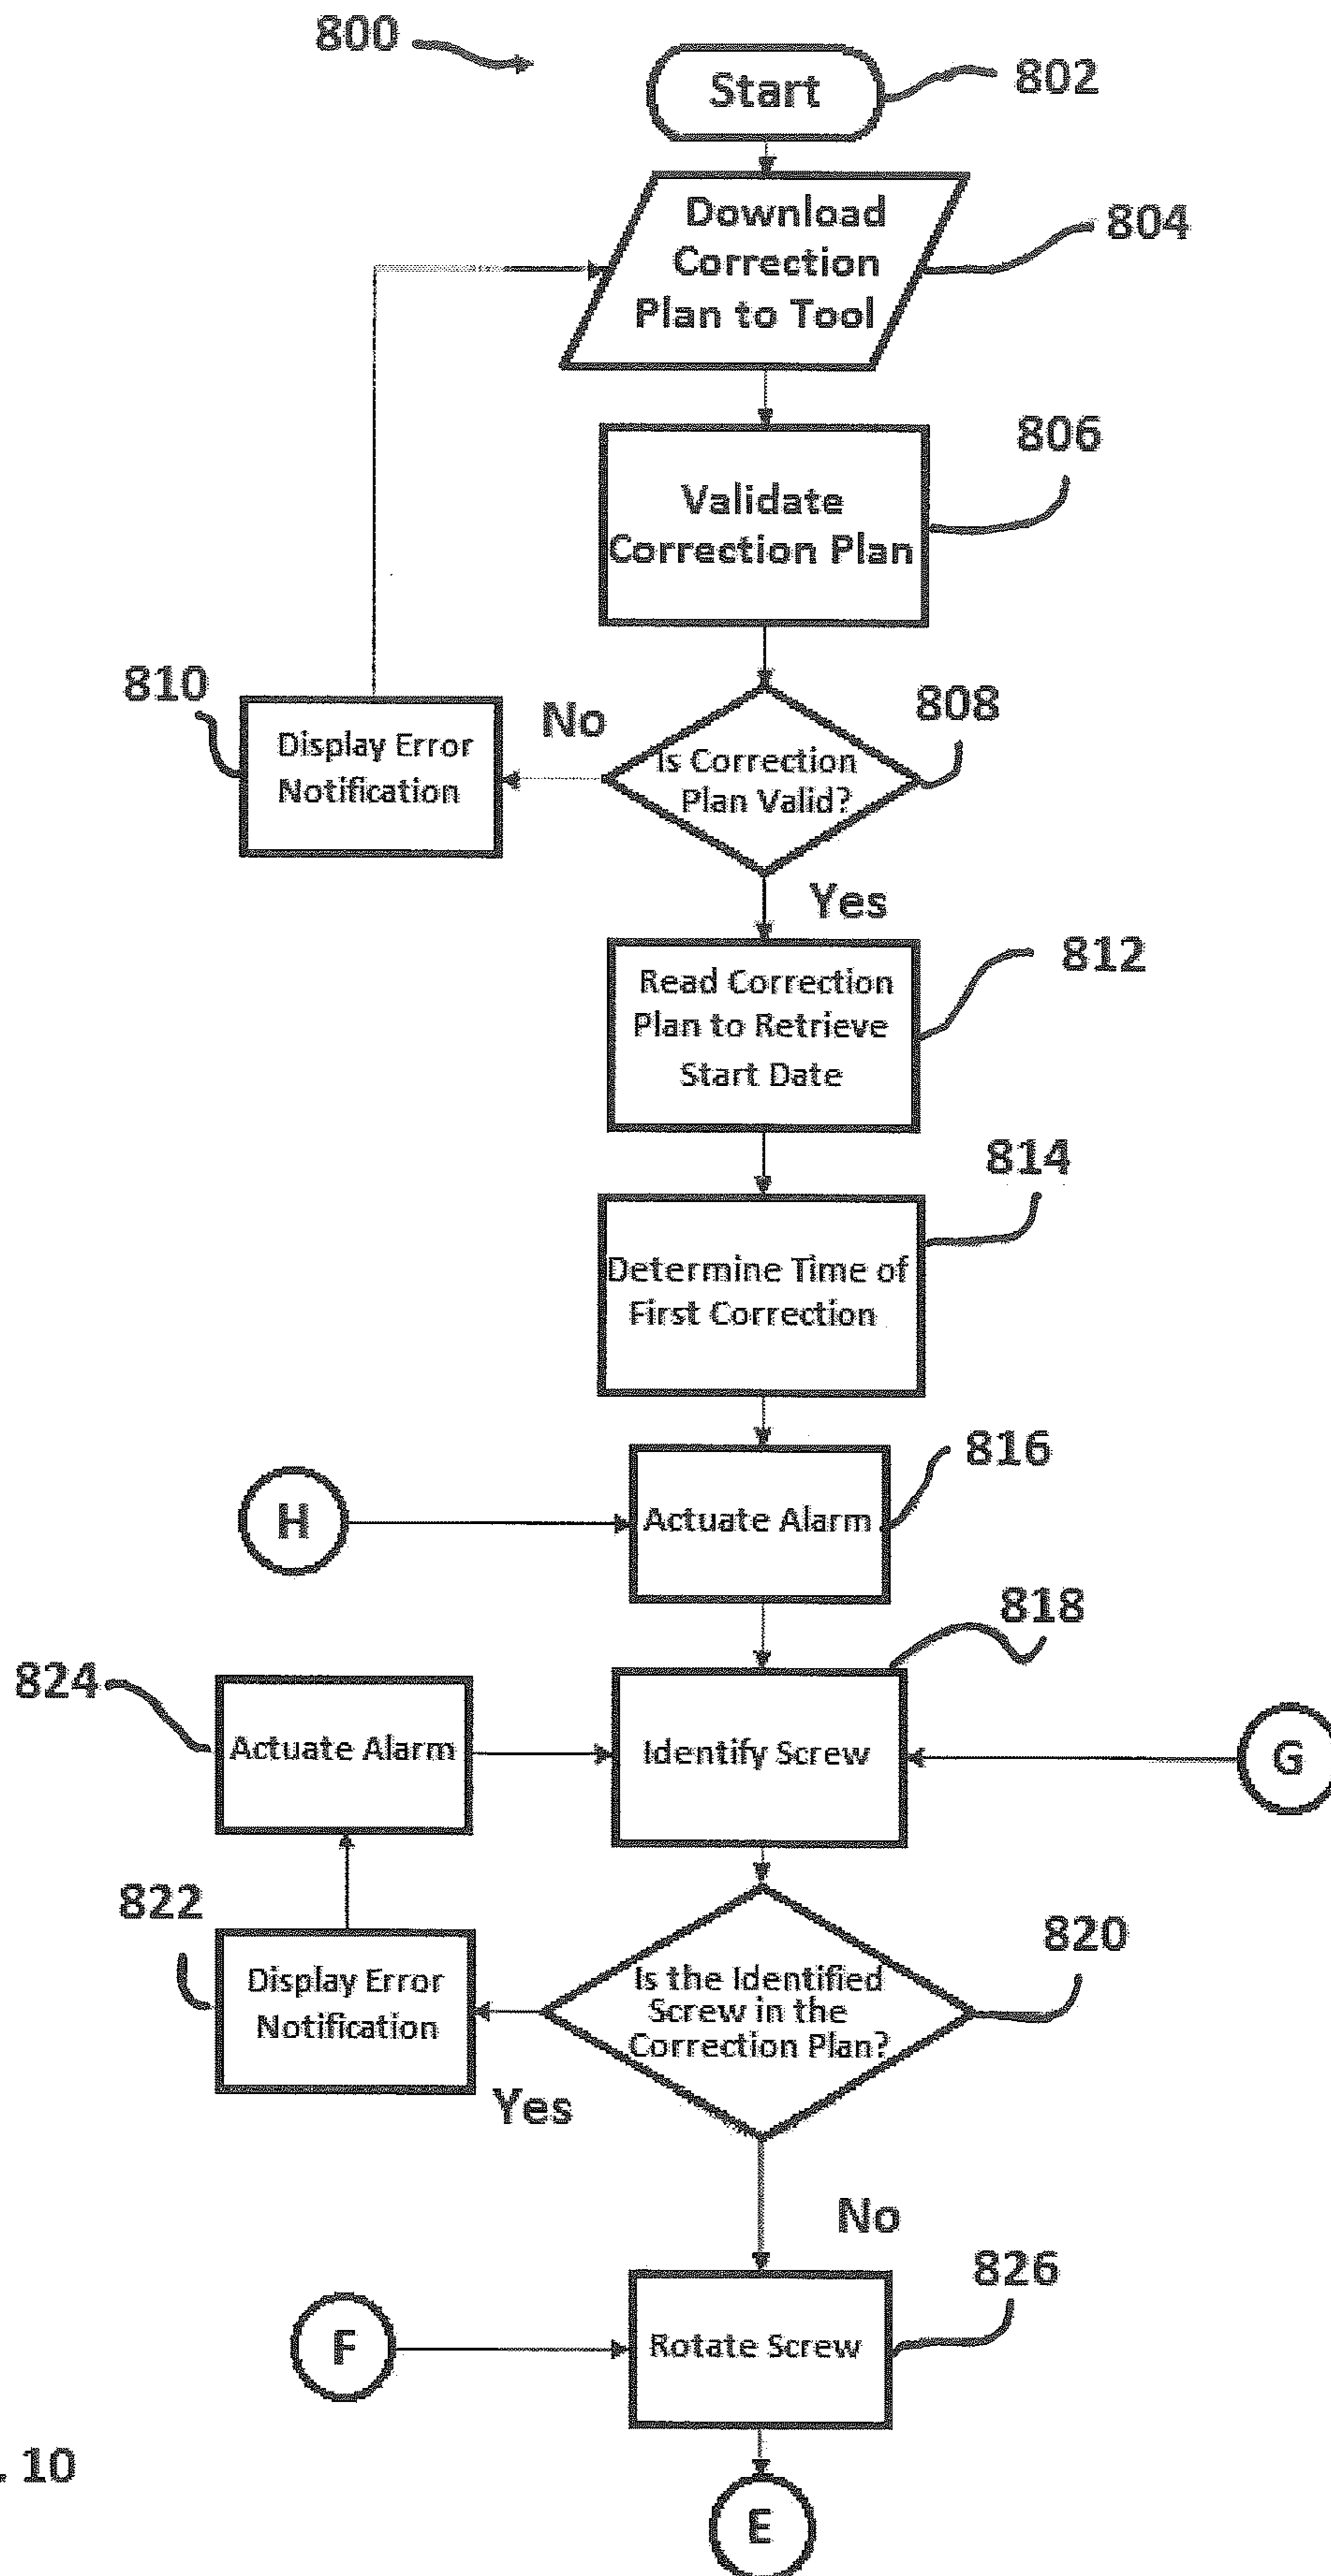 800
Start
802
Download
Correction
Plan to Tool
804
806
Validate
Correction Plan
810
Display Error
Notification
No
808
Is Correction
Plan Valid?
Yes
812
Read Correction
Plan to Retrieve
Start Date
814
Determine Time of
First Correction
816
H
Actuate Alarm
818
824
Actuate Alarm
Identify Screw
G
822
Display Error
Notification
820
Is the Identified
Screw in the
Correction Plan?
Yes
No
826
F
Rotate Screw
. 10
E